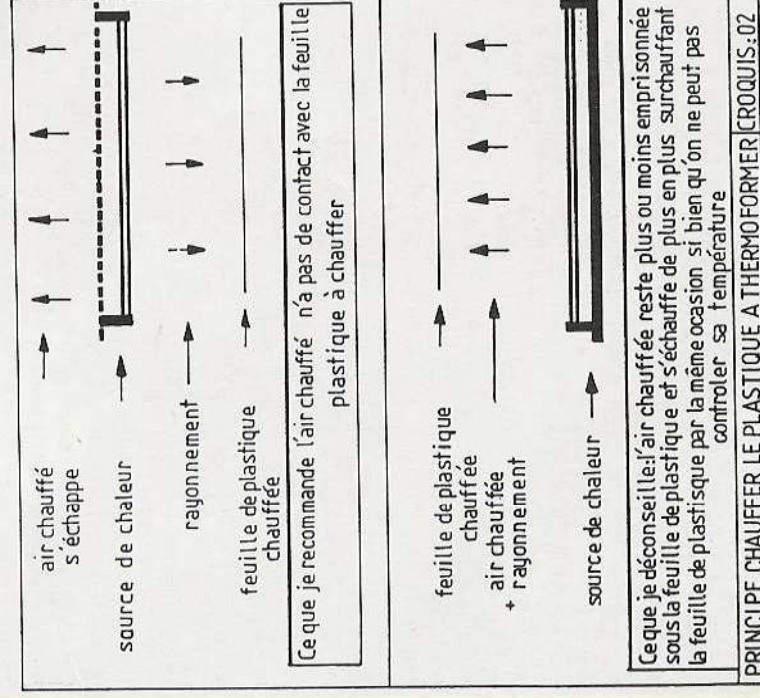 air chauffé
s'échappe
source de chaleur
rayonnement
feuille de plastique
chauffée
Ce que je recommande l'air chauffé n'a pas de contact avec la feuille
plastique à chauffer
feuille de plastique
chauffée
air chauffée
+ rayonnement
source de chaleur
Ce que je déconseille:l'air chauffée reste plus ou moins emprisonnée
sous la feuille de plastique et s'échauffe de plus en plus surchauffant
la feuille de plastisque par la même ocasion si bien qu'on ne peut pas
controler sa température
PRINCIPE CHAUFFER LE PLASTIQUE A THERMOFORMER CROQUIS:02